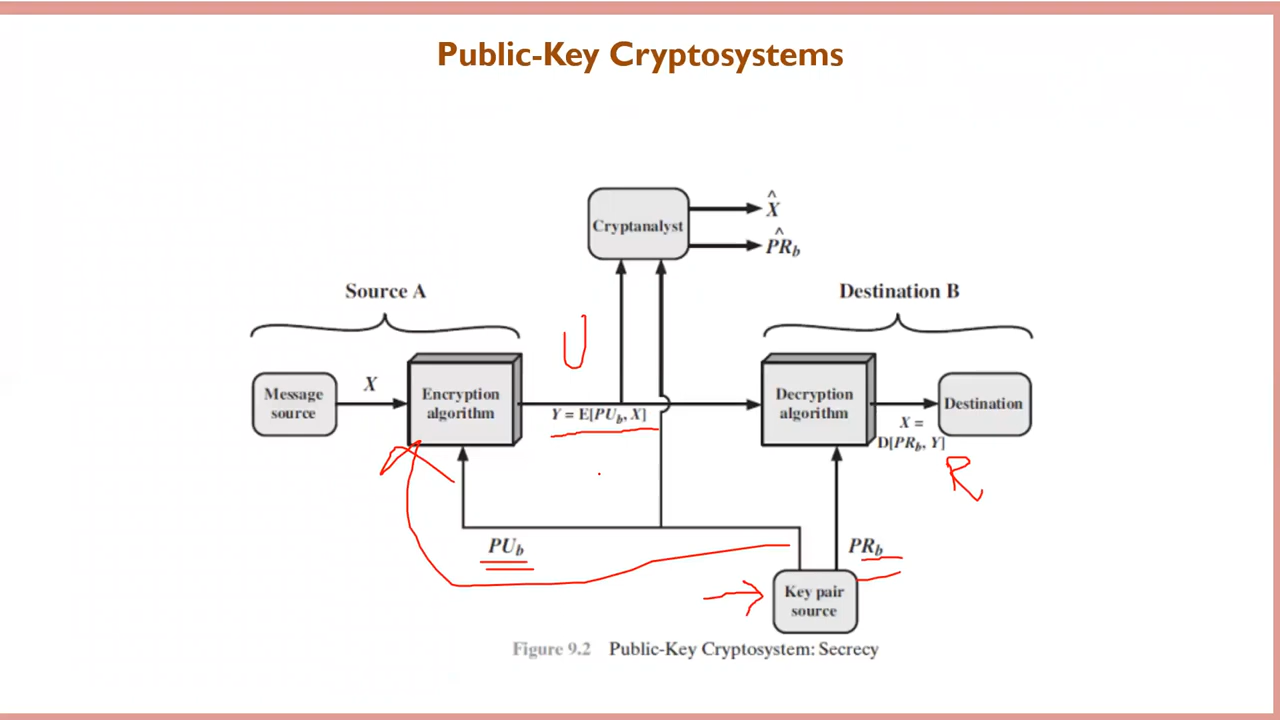 Public-Key Cryptosystems
Cryptanalyst
X̂
P̂R_b
Source A
Destination B
U
Message
source
X
Encryption
algorithm
Y = E[PU_b, X]
Decryption
algorithm
X =
D[PR_b, Y]
Destination
R
PU_b
PR_b
Key pair
source
Figure 9.2 Public-Key Cryptosystem: Secrecy